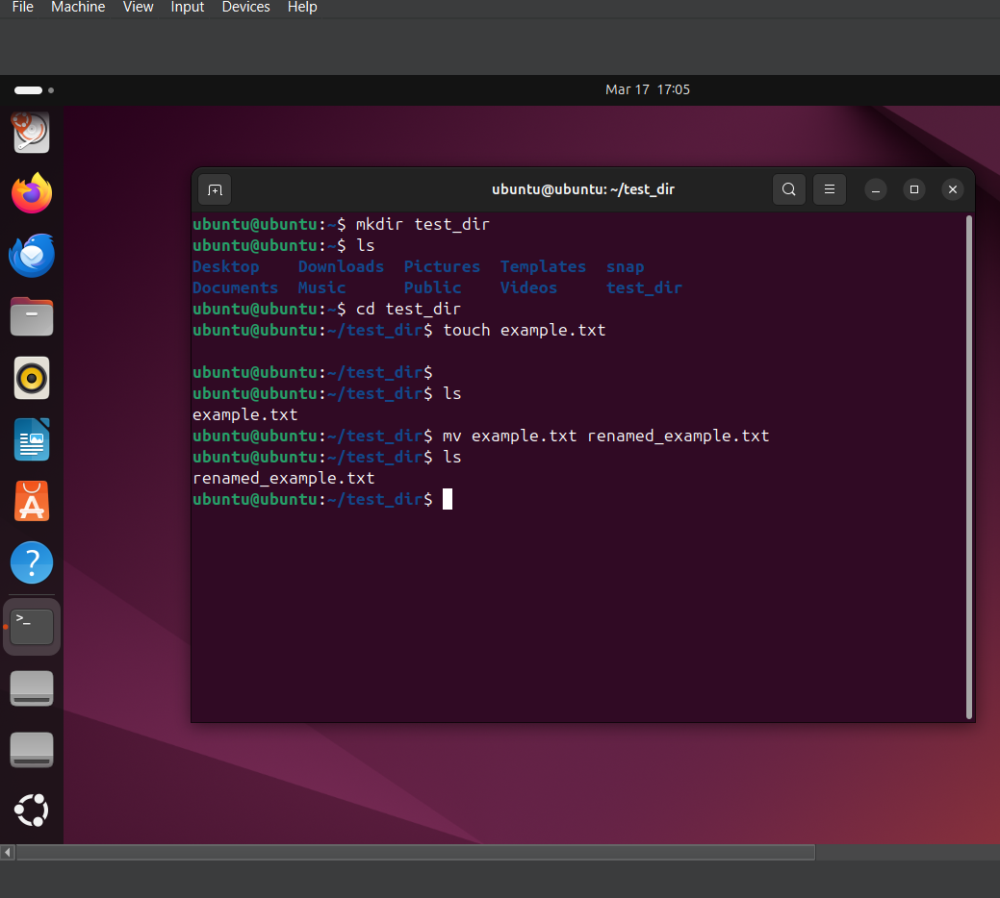 File Machine View Input Devices Help
Mar 17 17:05
ubuntu@ubuntu: ~/test_dir
ubuntu@ubuntu:~$ mkdir test_dir
ubuntu@ubuntu:~$ ls
Desktop Downloads Pictures Templates snap
Documents Music Public Videos test_dir
ubuntu@ubuntu:~$ cd test_dir
ubuntu@ubuntu:~/test_dir$ touch example.txt
ubuntu@ubuntu:~/test_dir$
ubuntu@ubuntu:~/test_dir$ ls
example.txt
ubuntu@ubuntu:~/test_dir$ mv example.txt renamed_example.txt
ubuntu@ubuntu:~/test_dir$ ls
renamed_example.txt
ubuntu@ubuntu:~/test_dir$